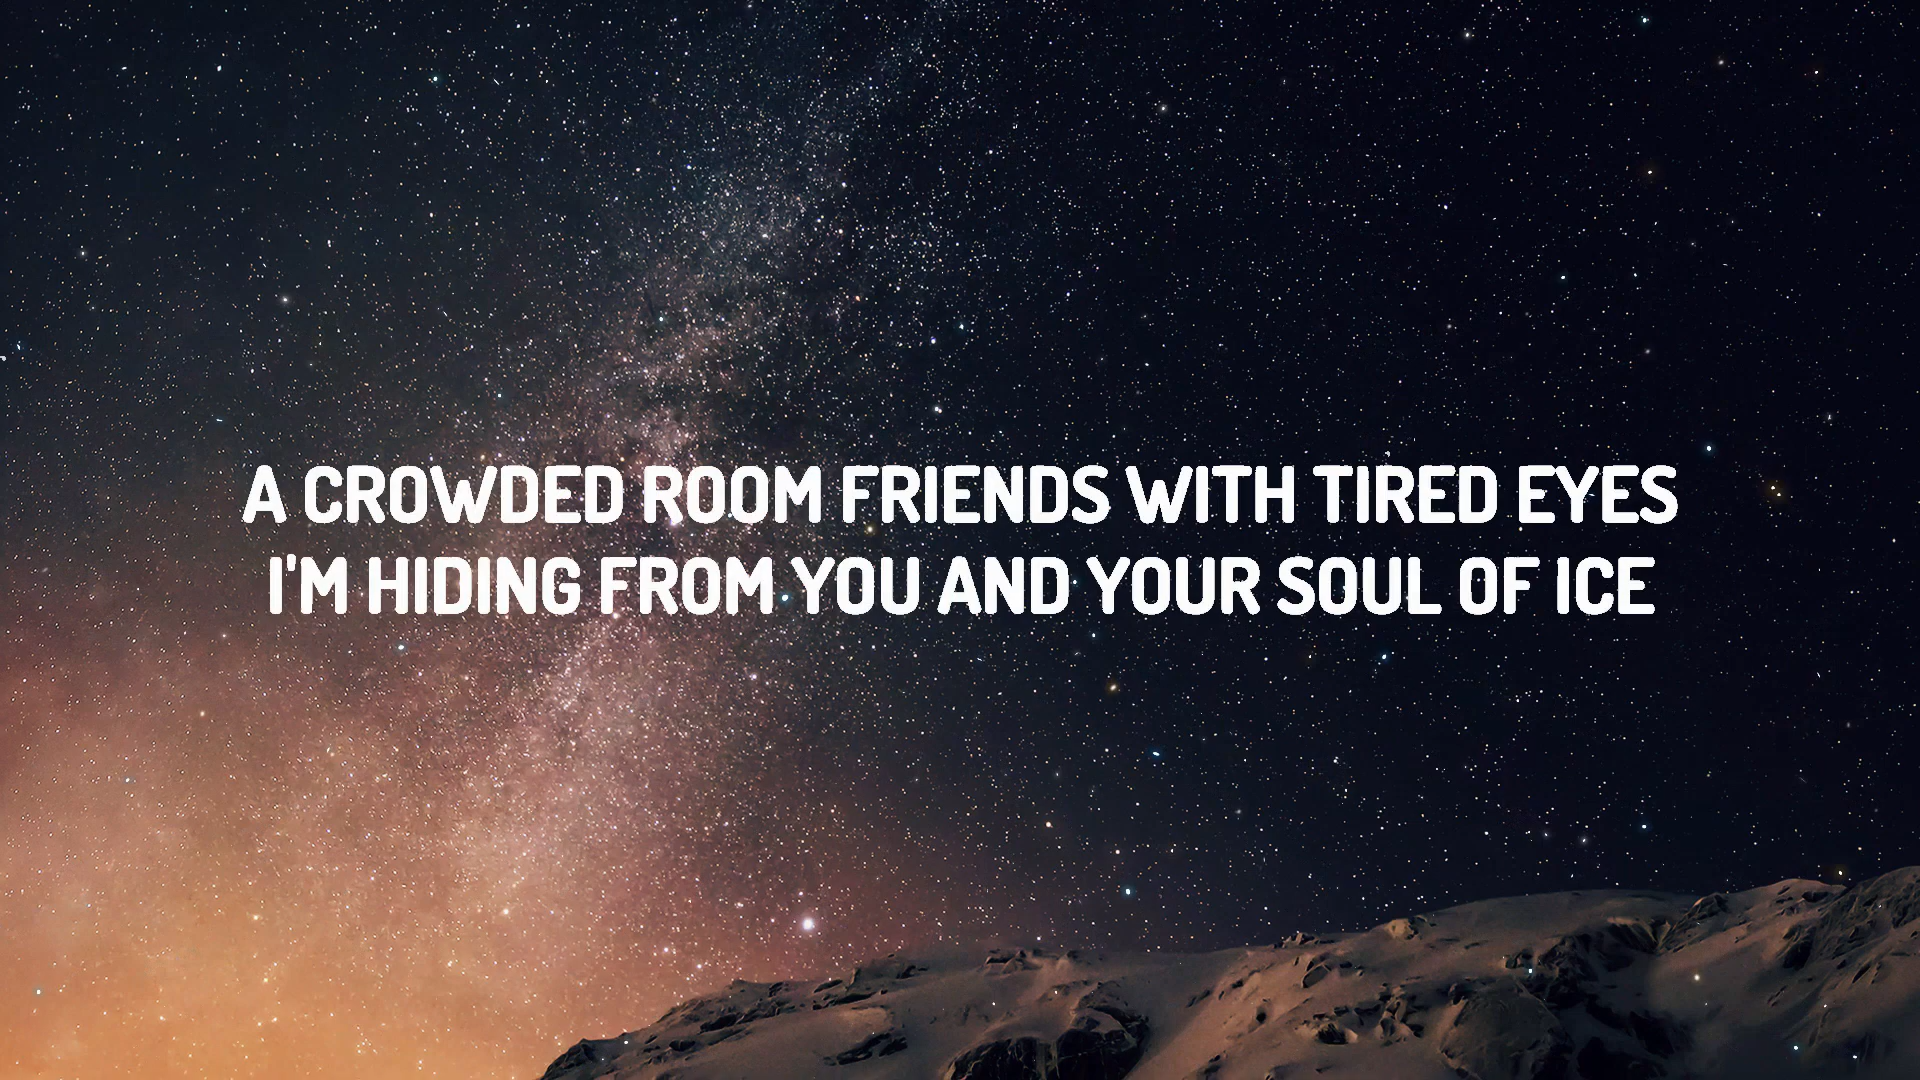 A CROWDED ROOM FRIENDS WITH TIRED EYES
I'M HIDING FROM YOU AND YOUR SOUL OF ICE